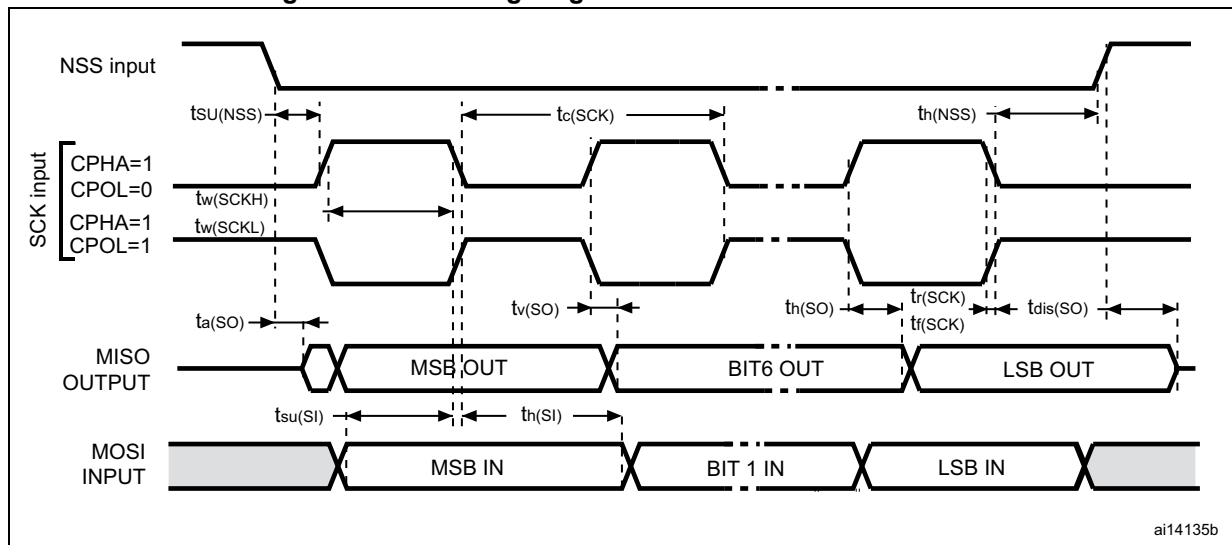 NSS input
tSU(NSS)
tc(SCK)
th(NSS)
SCK input
CPHA=1
CPOL=0
tw(SCKH)
CPHA=1
tw(SCKL)
CPOL=1
ta(SO)
tv(SO)
th(SO)
tr(SCK)
tf(SCK)
tdis(SO)
MISO
OUTPUT
MSB OUT
BIT6 OUT
LSB OUT
tsu(SI)
th(SI)
MOSI
INPUT
MSB IN
BIT 1 IN
LSB IN
ai14135b